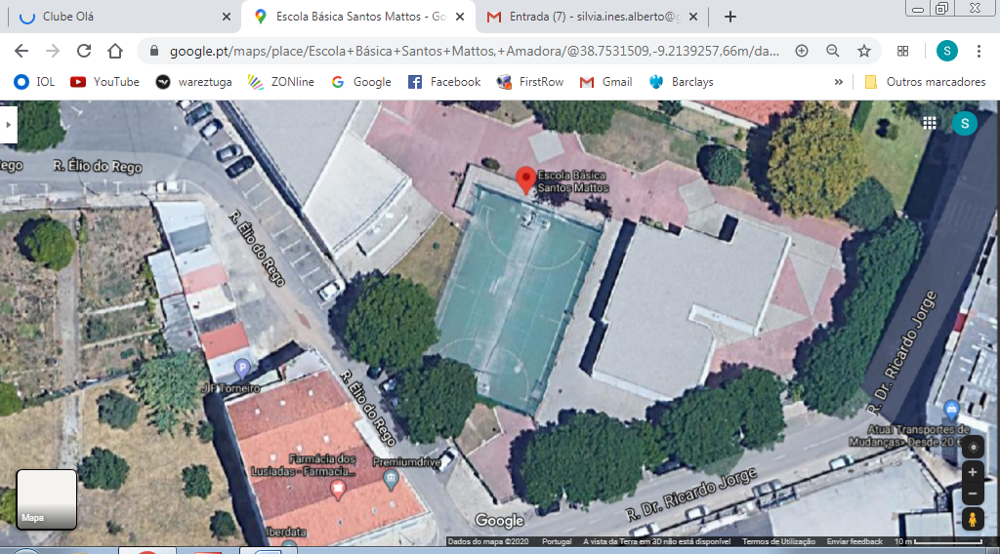 Clube Olá
Escola Básica Santos Mattos - Go
Entrada (7) - silvia.ines.alberto@g
google.pt/maps/place/Escola+Básica+Santos+Mattos,+Amadora/@38.7531509,-9.2139257,66m/da...
S
IOL
YouTube
wareztuga
ZONline
Google
Facebook
FirstRow
Gmail
Barclays
»
Outros marcadores
S
ego
R. Élio do Rego
Escola Básica
Santos Mattos
R. Élio do Rego
R. Dr. Ricardo Jorge
P
J.F Torneiro
R. Élio do Rego
Atual Transportes de
Mudanças» Desde 20 €
Farmácia dos
Lusiadas - Farmacia...
Premiumdrive
R. Dr. Ricardo Jorge
Mapa
Google
Iberdata
Dados do mapa ©2020 Portugal A vista da Terra em 3D não está disponível Termos de Utilização Enviar feedback 10 m